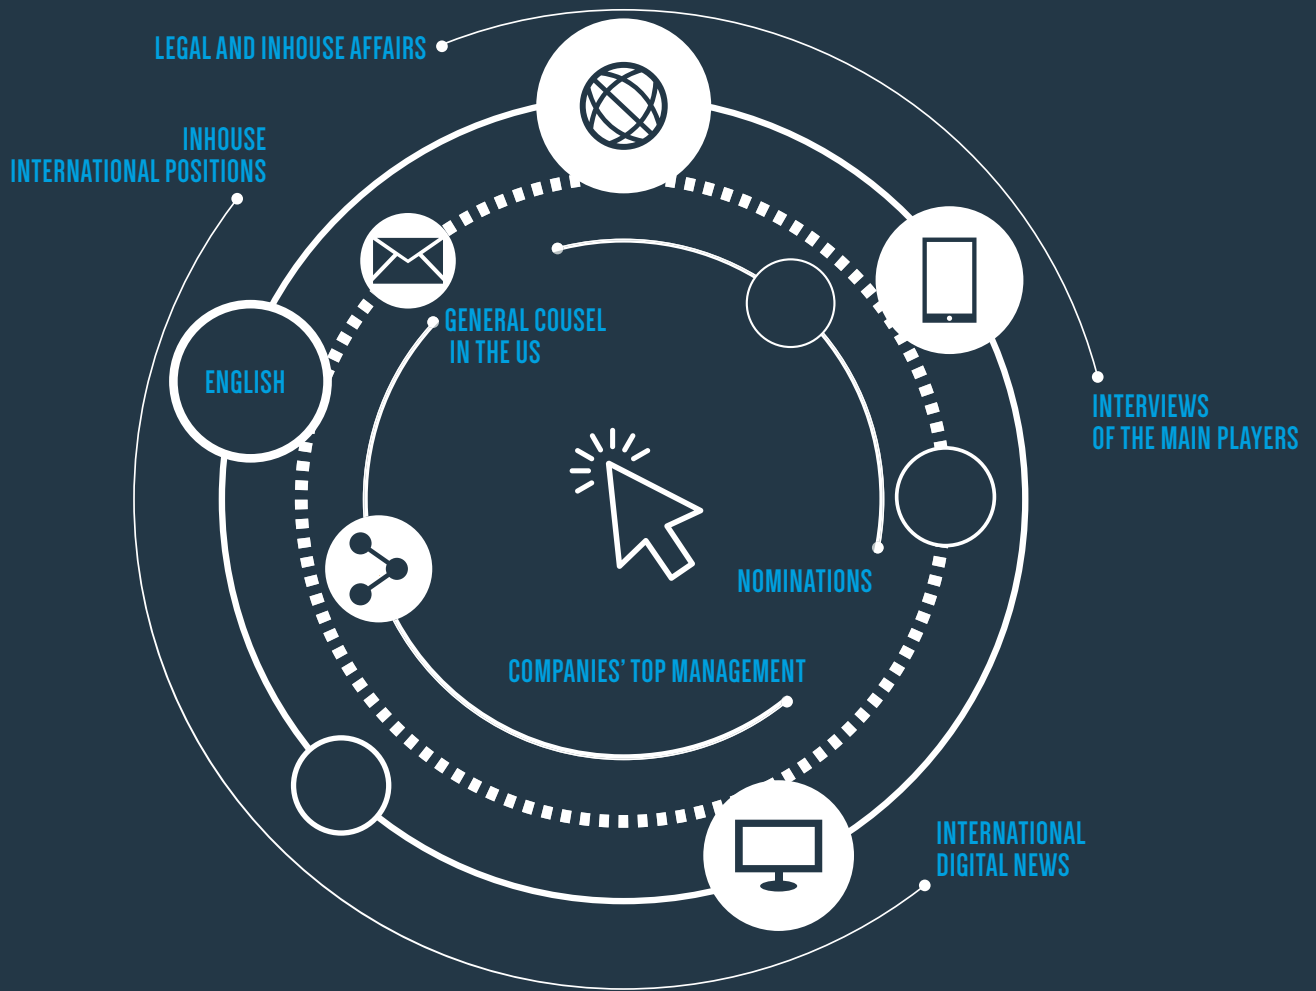 LEGAL AND INHOUSE AFFAIRS
INHOUSE
INTERNATIONAL POSITIONS
GENERAL COUSEL
IN THE US
ENGLISH
INTERVIEWS
OF THE MAIN PLAYERS
NOMINATIONS
COMPANIES’ TOP MANAGEMENT
INTERNATIONAL
DIGITAL NEWS